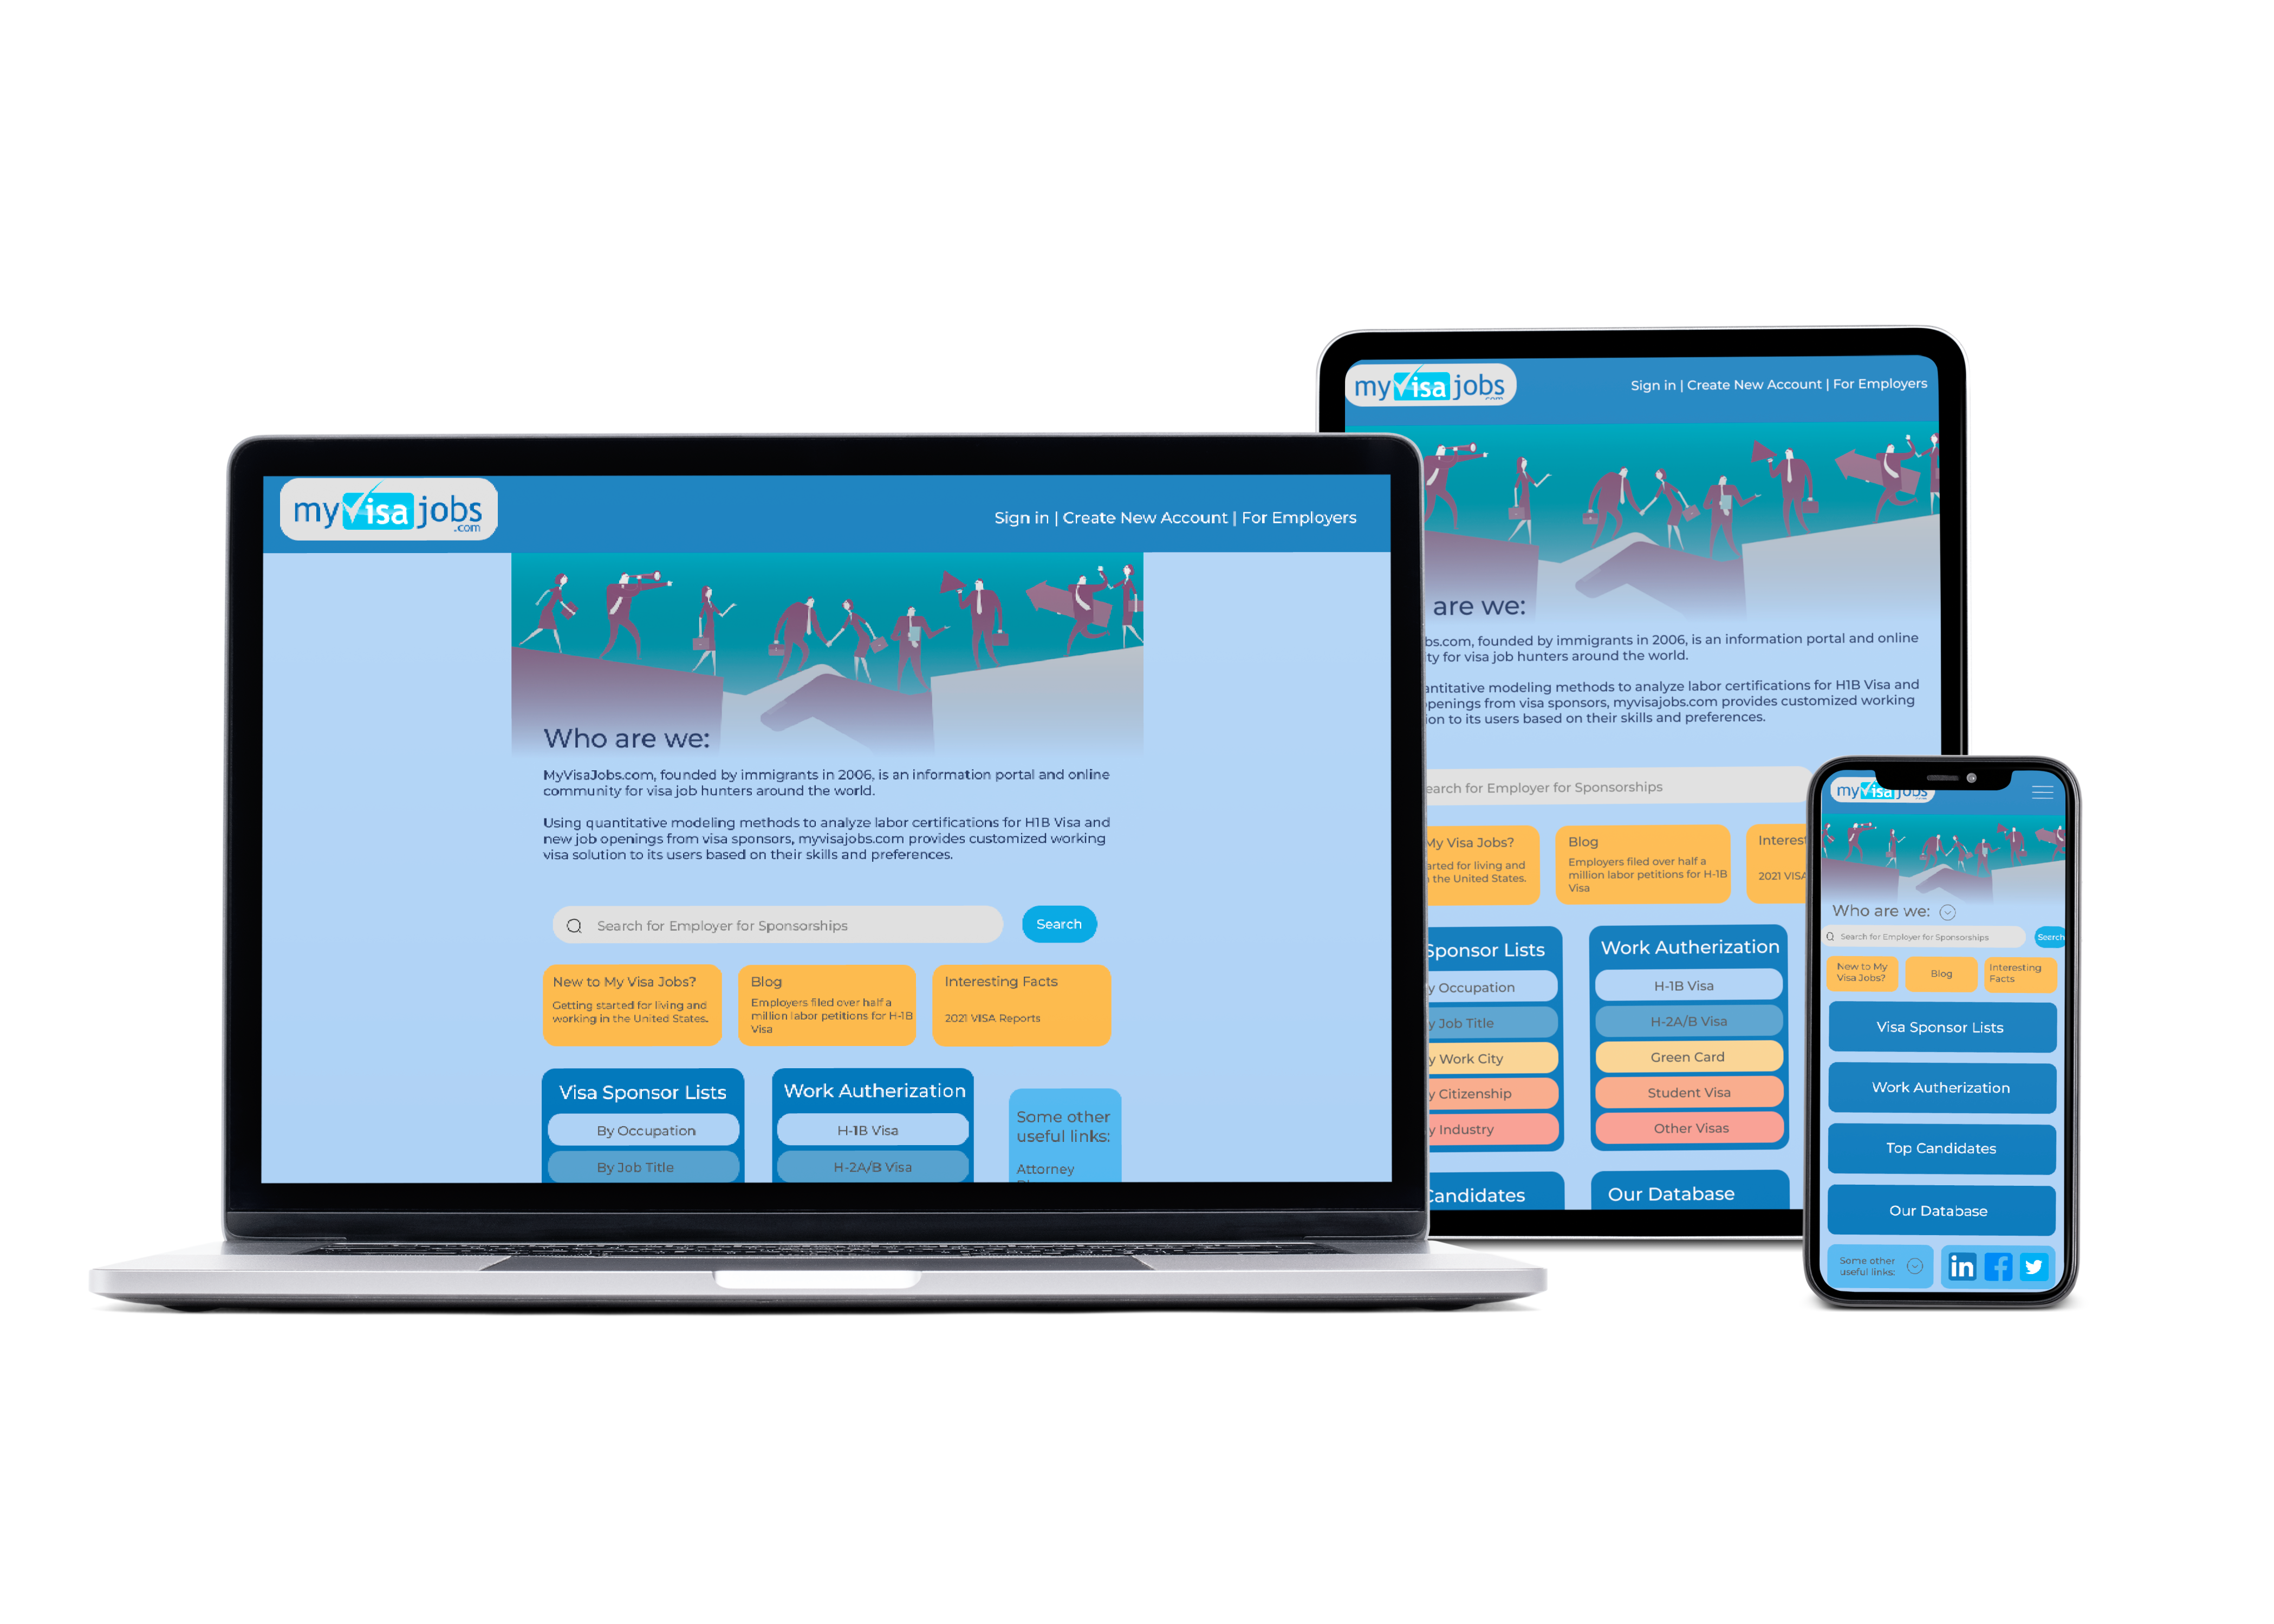 my visa jobs
.com
Sign in | Create New Account | For Employers
Who are we:
MyVisaJobs.com, founded by immigrants in 2006, is an information portal and online
community for visa job hunters around the world.
Using quantitative modeling methods to analyze labor certifications for H1B Visa and
new job openings from visa sponsors, myvisajobs.com provides customized working
visa solution to its users based on their skills and preferences.
Search for Employer for Sponsorships
Search
New to My Visa Jobs?
Getting started for living and
working in the United States.
Blog
Employers filed over half a
million labor petitions for H-1B
Visa
Interesting Facts
2021 VISA Reports
Visa Sponsor Lists
By Occupation
By Job Title
Work Autherization
H-1B Visa
H-2A/B Visa
Some other
useful links:
Attorney
my visa jobs
.com
Sign in | Create New Account | For Employers
are we:
bs.com, founded by immigrants in 2006, is an information portal and online
ty for visa job hunters around the world.
antitative modeling methods to analyze labor certifications for H1B Visa and
openings from visa sponsors, myvisajobs.com provides customized working
ion to its users based on their skills and preferences.
earch for Employer for Sponsorships
My Visa Jobs?
arted for living and
the United States.
Blog
Employers filed over half a
million labor petitions for H-1B
Visa
Interest
2021 VISA
Sponsor Lists
y Occupation
y Job Title
y Work City
y Citizenship
y Industry
Work Autherization
H-1B Visa
H-2A/B Visa
Green Card
Student Visa
Other Visas
Candidates
Our Database
my visa jobs
Who are we:
Search for Employer for Sponsorships
Search
New to My
Visa Jobs?
Blog
Interesting
Facts
Visa Sponsor Lists
Work Autherization
Top Candidates
Our Database
Some other
useful links:
in f